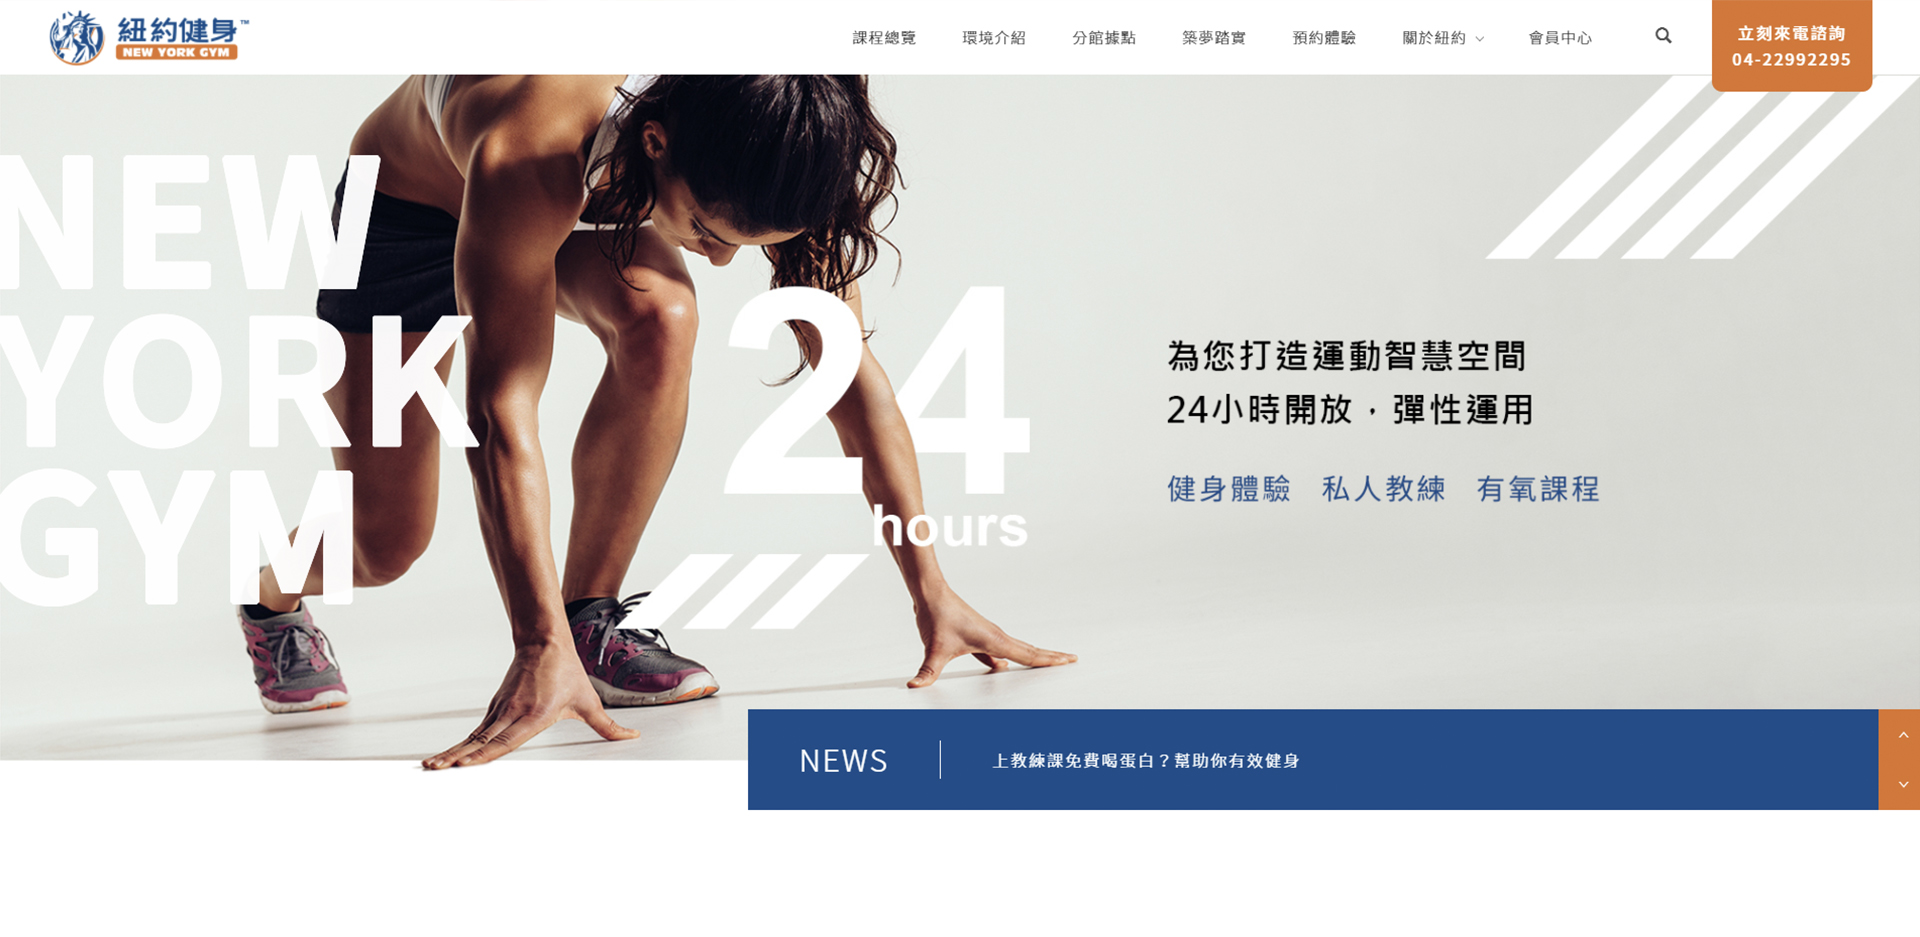 紐約健身™
NEW YORK GYM
課程總覽 環境介紹 分館據點 築夢踏實 預約體驗 關於紐約 會員中心
立刻來電諮詢
04-22992295
NEW
YORK
GYM
24
hours
為您打造運動智慧空間
24小時開放，彈性運用
健身體驗 私人教練 有氧課程
NEWS
上教練課免費喝蛋白？幫助你有效健身